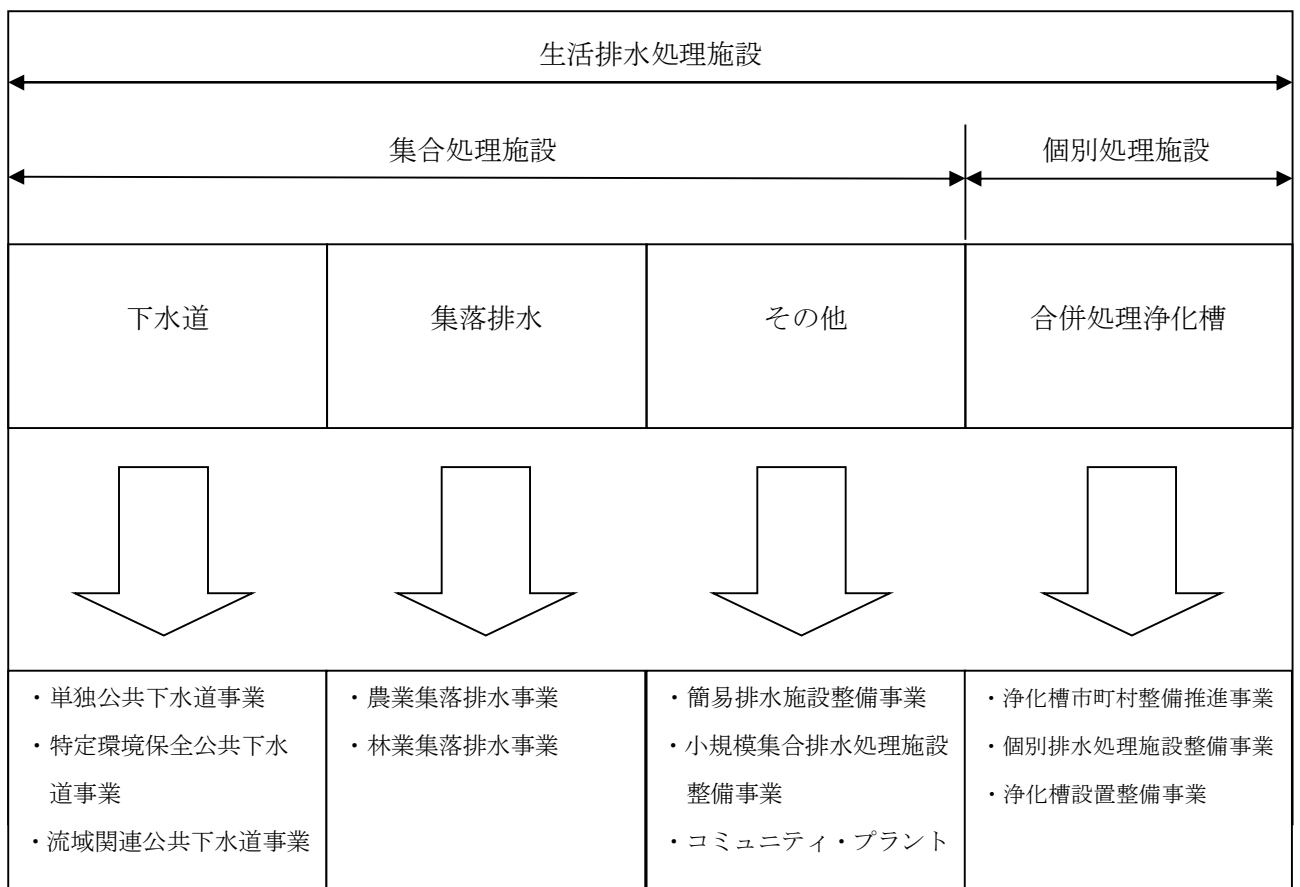 生活排水処理施設
集合処理施設
個別処理施設
下水道
集落排水
その他
合併処理浄化槽
・単独公共下水道事業
・特定環境保全公共下水
道事業
・流域関連公共下水道事業
・農業集落排水事業
・林業集落排水事業
・簡易排水施設整備事業
・小規模集合排水処理施設
整備事業
・コミュニティ・プラント
・浄化槽市町村整備推進事業
・個別排水処理施設整備事業
・浄化槽設置整備事業